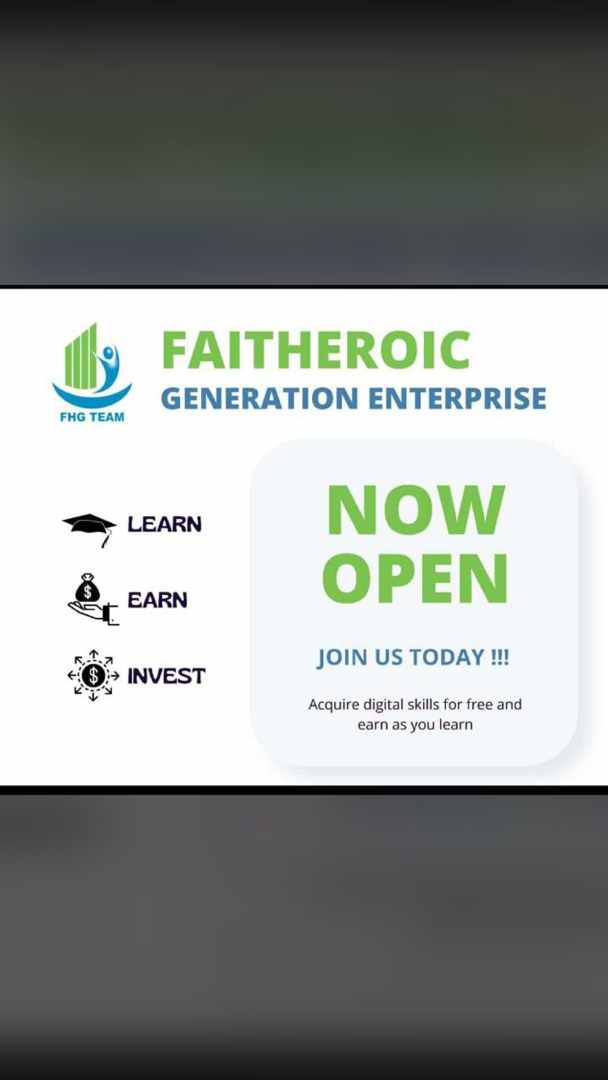 FAITHEROIC
GENERATION ENTERPRISE
FHG TEAM
LEARN
EARN
INVEST
NOW
OPEN
JOIN US TODAY !!!
Acquire digital skills for free and
earn as you learn